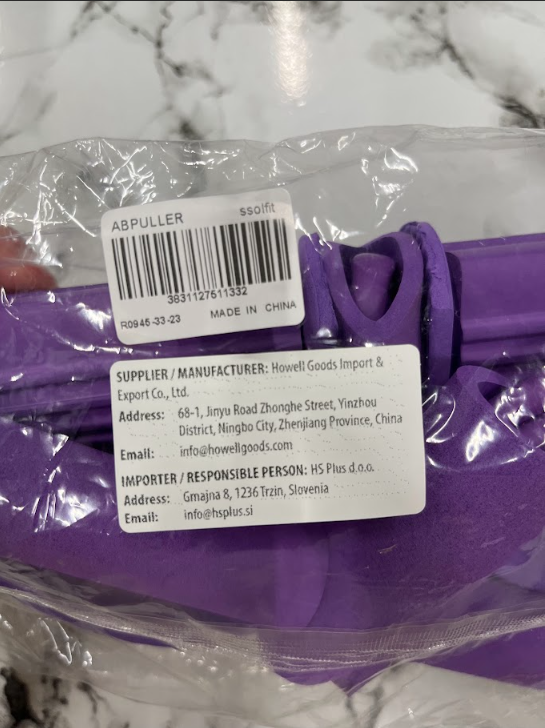 ABPULLER ssolfit
3831127511332
R0946-33-23 MADE IN CHINA
SUPPLIER / MANUFACTURER: Howell Goods Import &
Export Co., Ltd.
Address: 68-1, Jinyu Road Zhonghe Street, Yinzhou
District, Ningbo City, Zhenjiang Province, China
Email: info@howellgoods.com
IMPORTER / RESPONSIBLE PERSON: HS Plus d.o.o.
Address: Gmajna 8, 1236 Trzin, Slovenia
Email: info@hsplus.si